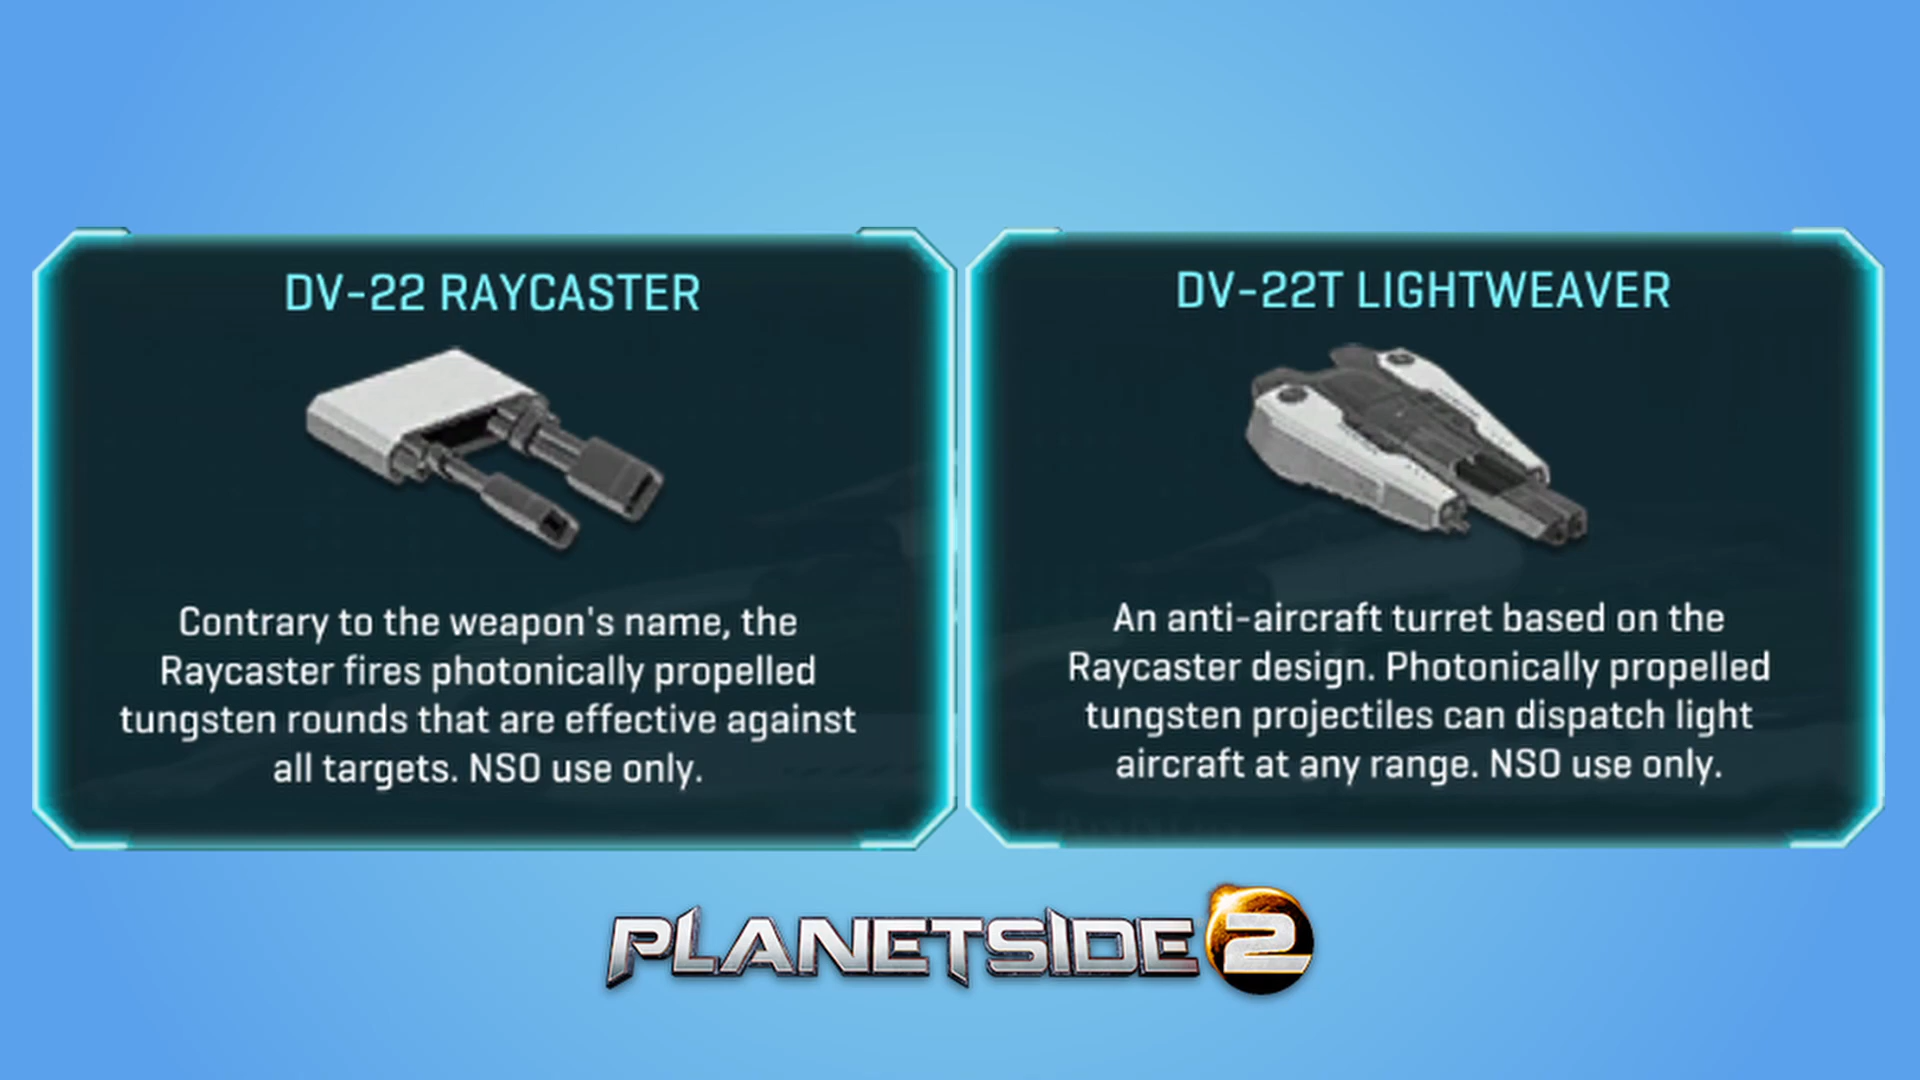 DV-22 RAYCASTER
Contrary to the weapon's name, the
Raycaster fires photonically propelled
tungsten rounds that are effective against
all targets. NSO use only.
DV-22T LIGHTWEAVER
An anti-aircraft turret based on the
Raycaster design. Photonically propelled
tungsten projectiles can dispatch light
aircraft at any range. NSO use only.
PLANETSIDE 2